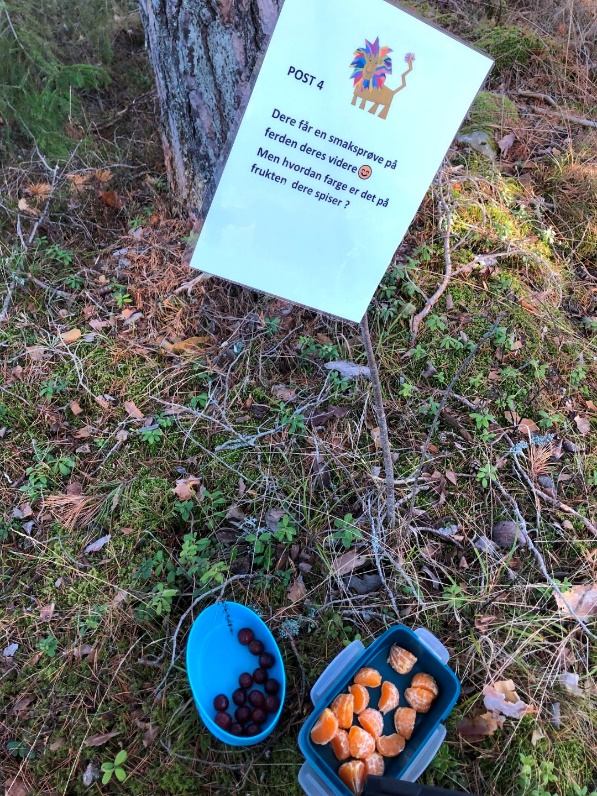 POST 4
Dere får en smaksprøve på
ferden deres videre😊
Men hvordan farge er det på
frukten dere spiser ?